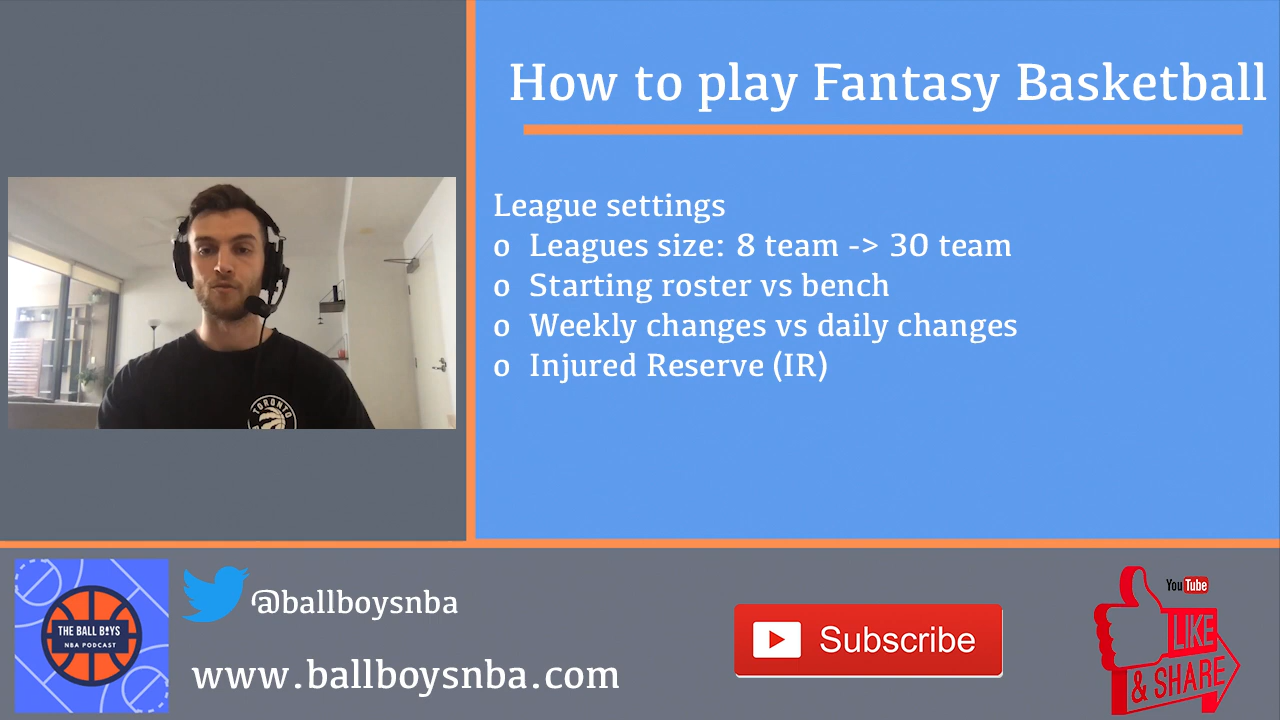 How to play Fantasy Basketball
League settings
o Leagues size: 8 team -> 30 team
o Starting roster vs bench
o Weekly changes vs daily changes
o Injured Reserve (IR)
TORONTO
THE BALL BOYS
NBA PODCAST
@ballboysnba
www.ballboysnba.com
Subscribe
YouTube
LIKE
& SHARE